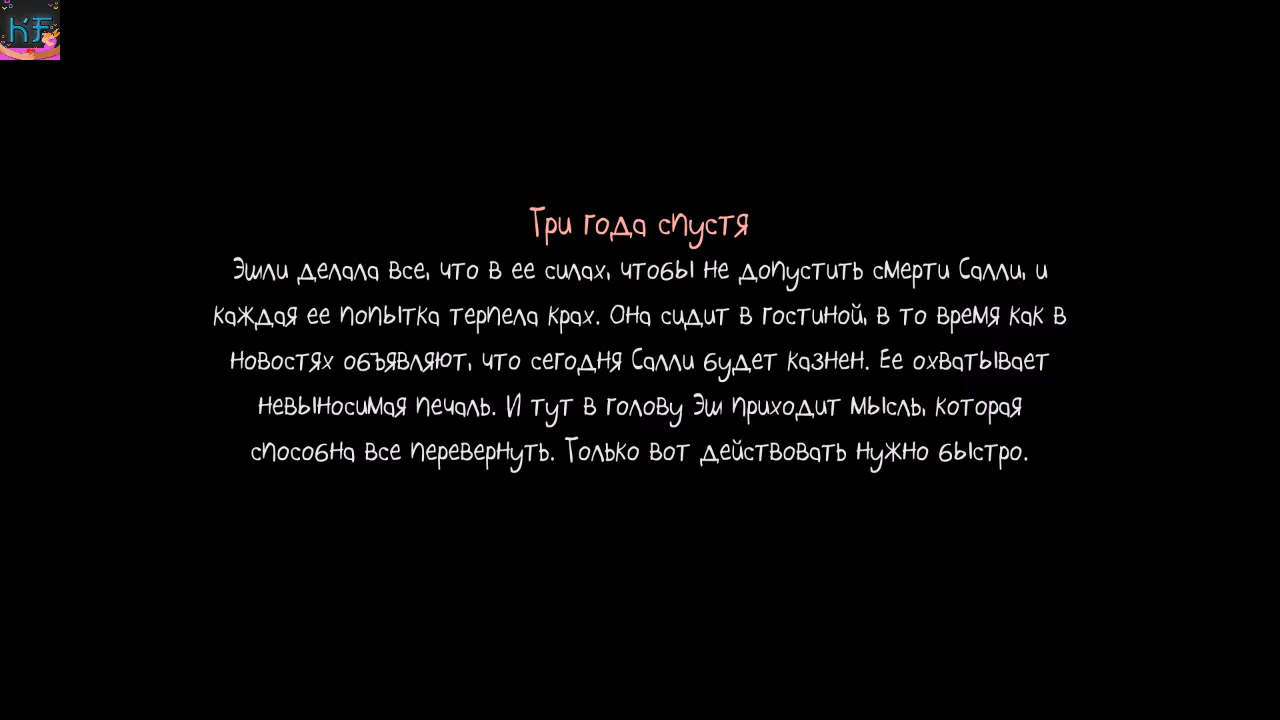 KF
Три года спустя
Эшли делала все, что в ее силах, чтобы не допустить смерти Салли, и
каждая ее попытка терпела крах. Она сидит в гостиной, в то время как в
новостях объявляют, что сегодня Салли будет казнен. Ее охватывает
невыносимая печаль. И тут в голову Эш приходит мысль, которая
способна все перевернуть. Только вот действовать нужно быстро.